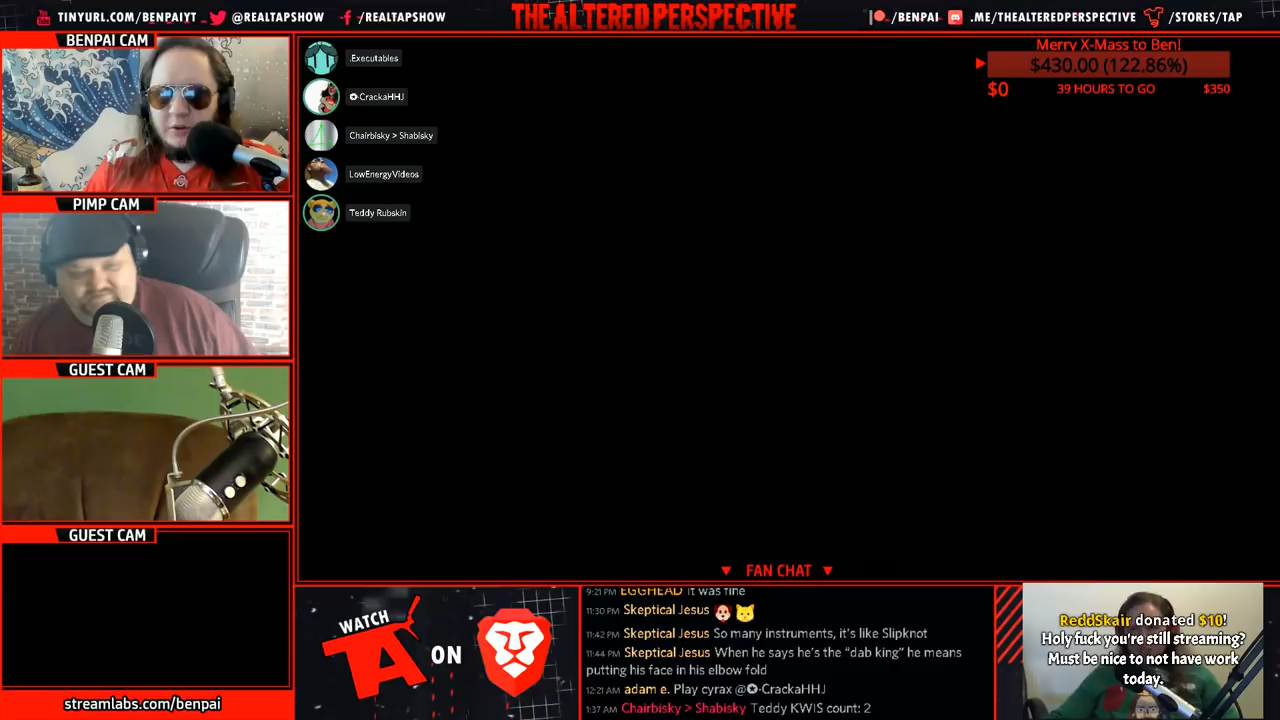 TINYURL.COM/BENPAIYT @REALTAPSHOW /REALTAPSHOW THE ALTERED PERSPECTIVE /BENPAI .ME/THEALTEREDPERSPECTIVE /STORES/TAP
BENPAI CAM
PIMP CAM
GUEST CAM
GUEST CAM
streamlabs.com/benpai
.Executables
✪CrackaHHJ
Chairbisky > Shabisky
LowEnergyVideos
Teddy Rubskin
Merry X-Mass to Ben!
$430.00 (122.86%)
$0 39 HOURS TO GO $350
FAN CHAT
WATCH
TA ON
9:21 PM EGGHEAD It was fine
11:30 PM Skeptical Jesus 🐶 🐱
11:42 PM Skeptical Jesus So many instruments, it's like Slipknot
11:44 PM Skeptical Jesus When he says he's the "dab king" he means
putting his face in his elbow fold
12:21 AM adam e. Play cyrax @✪CrackaHHJ
1:37 AM Chairbisky > Shabisky Teddy KWIS count: 2
ReddSkair donated $10!
Holy fuck you're still streaming?
Must be nice to not have work
today.